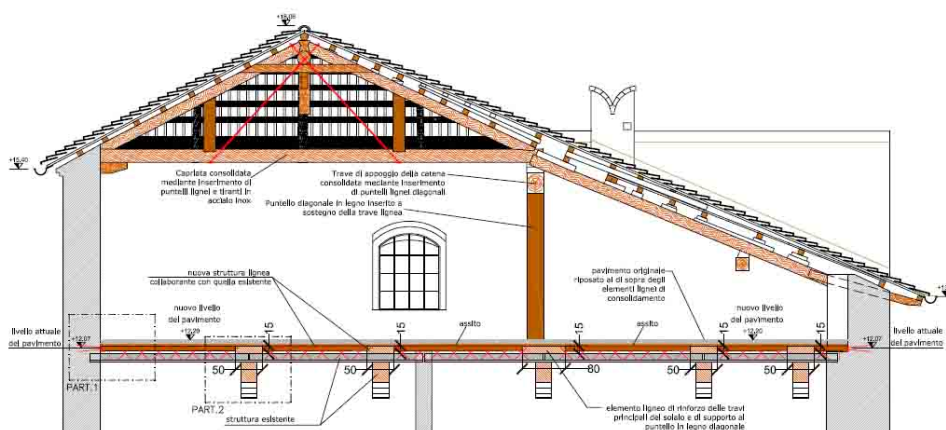 +18,08
+15,40
Capriata consolidata
mediante inserimento di
puntelli lignei e tiranti in
acciaio inox
Trave di appoggio della catena
consolidata mediante inserimento
di puntelli lignei diagonali
Puntello diagonale in legno inserito a
sostegno della trave lignea
nuova struttura lignea
collaborante con quella esistente
pavimento originale
riposato al di sopra degli
elementi lignei di
consolidamento
livello attuale
del pavimento
+12,07
nuovo livello
del pavimento
+12,20
15
15
assito
15
15
assito
nuovo livello
del pavimento
+12,20
15
15
livello attuale
del pavimento
+12,07
50
50
80
50
50
PART.1
PART.2
struttura esistente
elemento ligneo di rinforzo delle travi
principali del solaio e di supporto al
puntello in legno diagonale